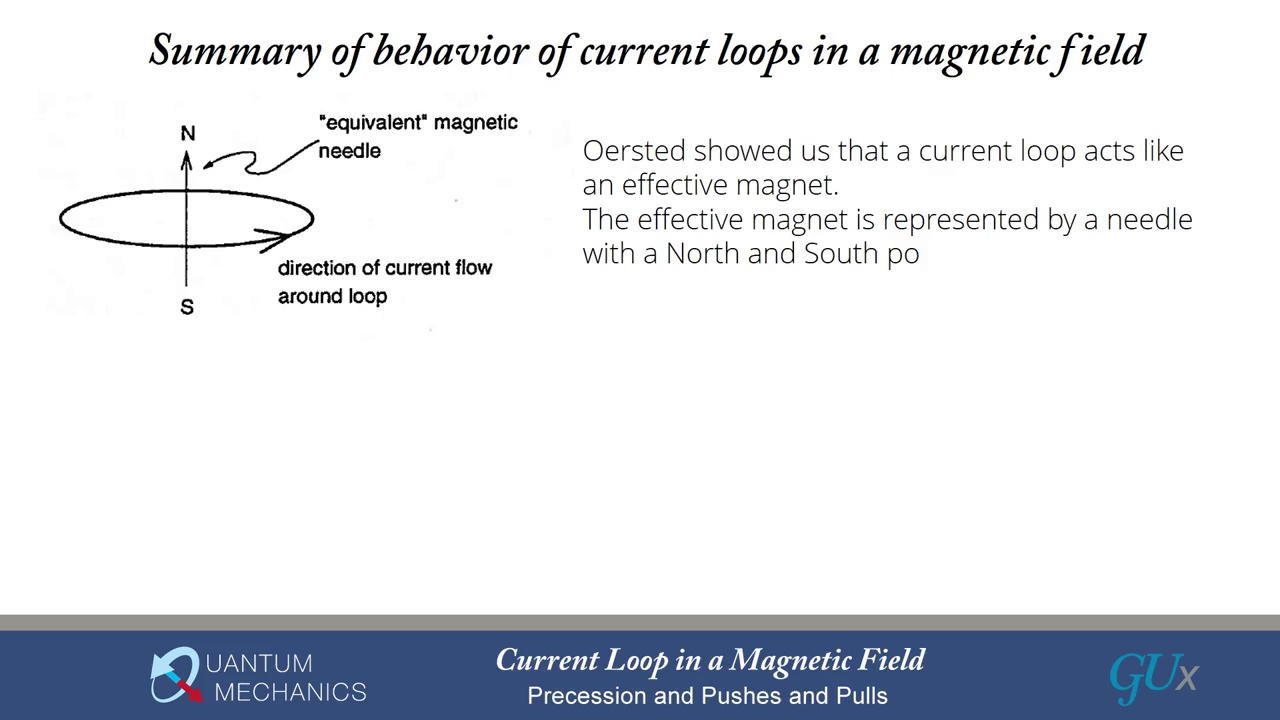 Summary of behavior of current loops in a magnetic field
N
"equivalent" magnetic
needle
direction of current flow
around loop
S
Oersted showed us that a current loop acts like
an effective magnet.
The effective magnet is represented by a needle
with a North and South po
QUANTUM
MECHANICS
Current Loop in a Magnetic Field
Precession and Pushes and Pulls
GUx